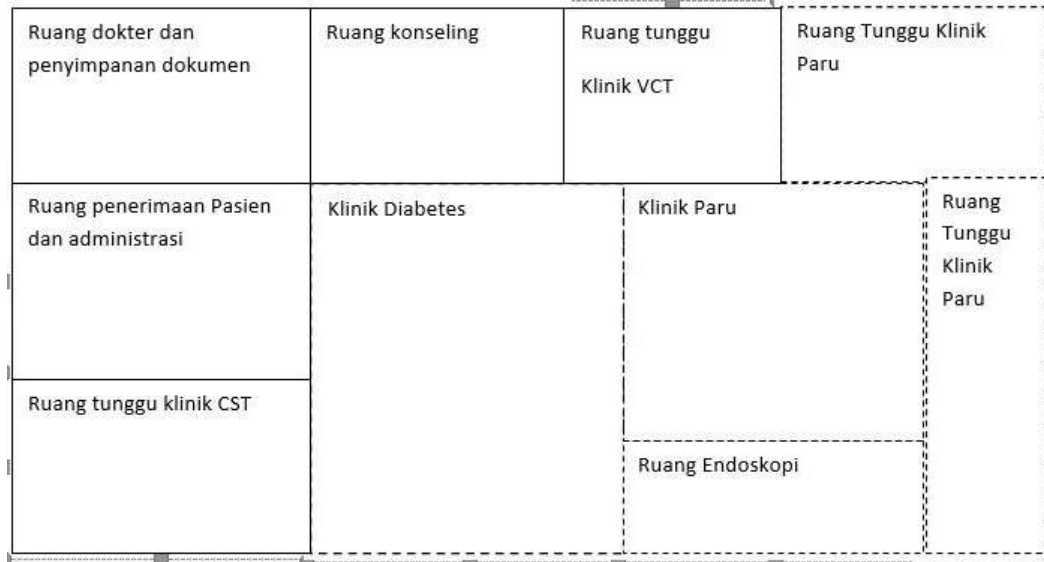 Ruang dokter dan
penyimpanan dokumen
Ruang konseling
Ruang tunggu
Klinik VCT
Ruang Tunggu Klinik
Paru
Ruang penerimaan Pasien
dan administrasi
Klinik Diabetes
Klinik Paru
Ruang
Tunggu
Klinik
Paru
Ruang tunggu klinik CST
Ruang Endoskopi